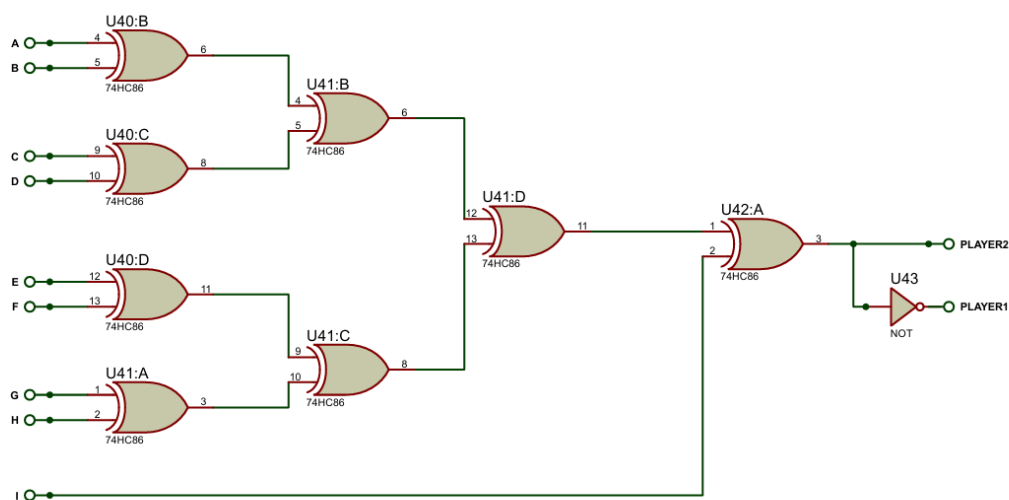 U40:B
A 4 6
B 5
74HC86
U41:B
4 6
5
74HC86
U40:C
C 9 8
D 10
74HC86
U41:D
12 11
13
74HC86
U42:A
1 3 PLAYER2
2
74HC86
U40:D
E 12 11
F 13
74HC86
U43
PLAYER1
NOT
U41:C
9 8
10
74HC86
U41:A
G 1 3
H 2
74HC86
I